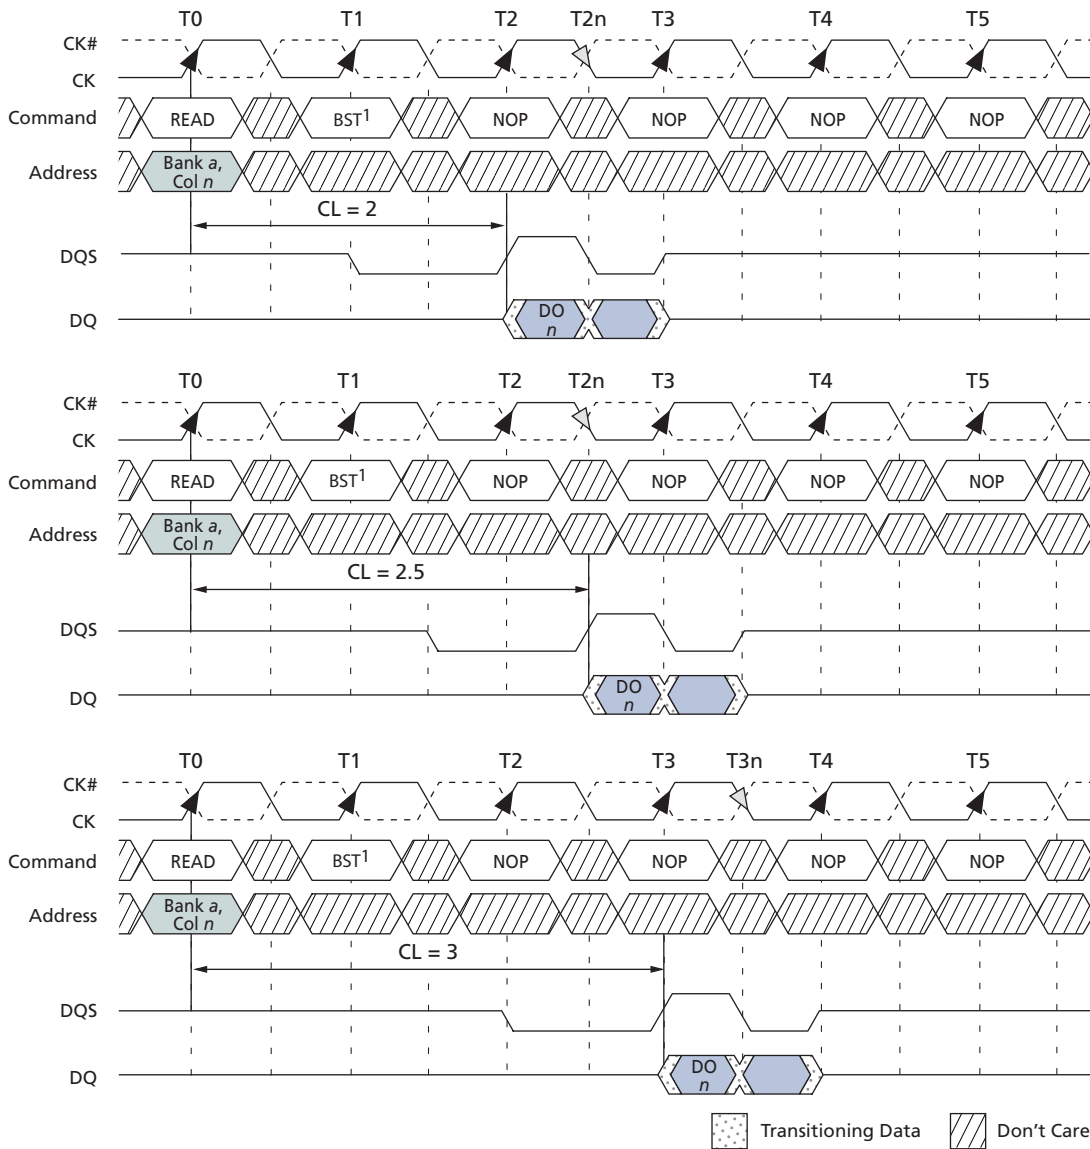 T0 T1 T2 T2n T3 T4 T5
CK#
CK
Command READ BST1 NOP NOP NOP NOP
Address Bank a,
Col n
CL = 2
DQS
DQ DO
n
T0 T1 T2 T2n T3 T4 T5
CK#
CK
Command READ BST1 NOP NOP NOP NOP
Address Bank a,
Col n
CL = 2.5
DQS
DQ DO
n
T0 T1 T2 T3 T3n T4 T5
CK#
CK
Command READ BST1 NOP NOP NOP NOP
Address Bank a,
Col n
CL = 3
DQS
DQ DO
n
Transitioning Data Don't Care